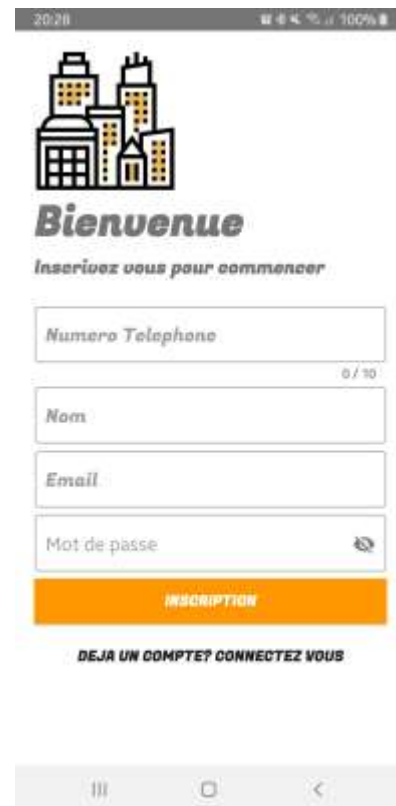 20:28 100%
Bienvenue
Inscrivez vous pour commencer
Numero Telephone
0 / 10
Nom
Email
Mot de passe
INSCRIPTION
DEJA UN COMPTE? CONNECTEZ VOUS